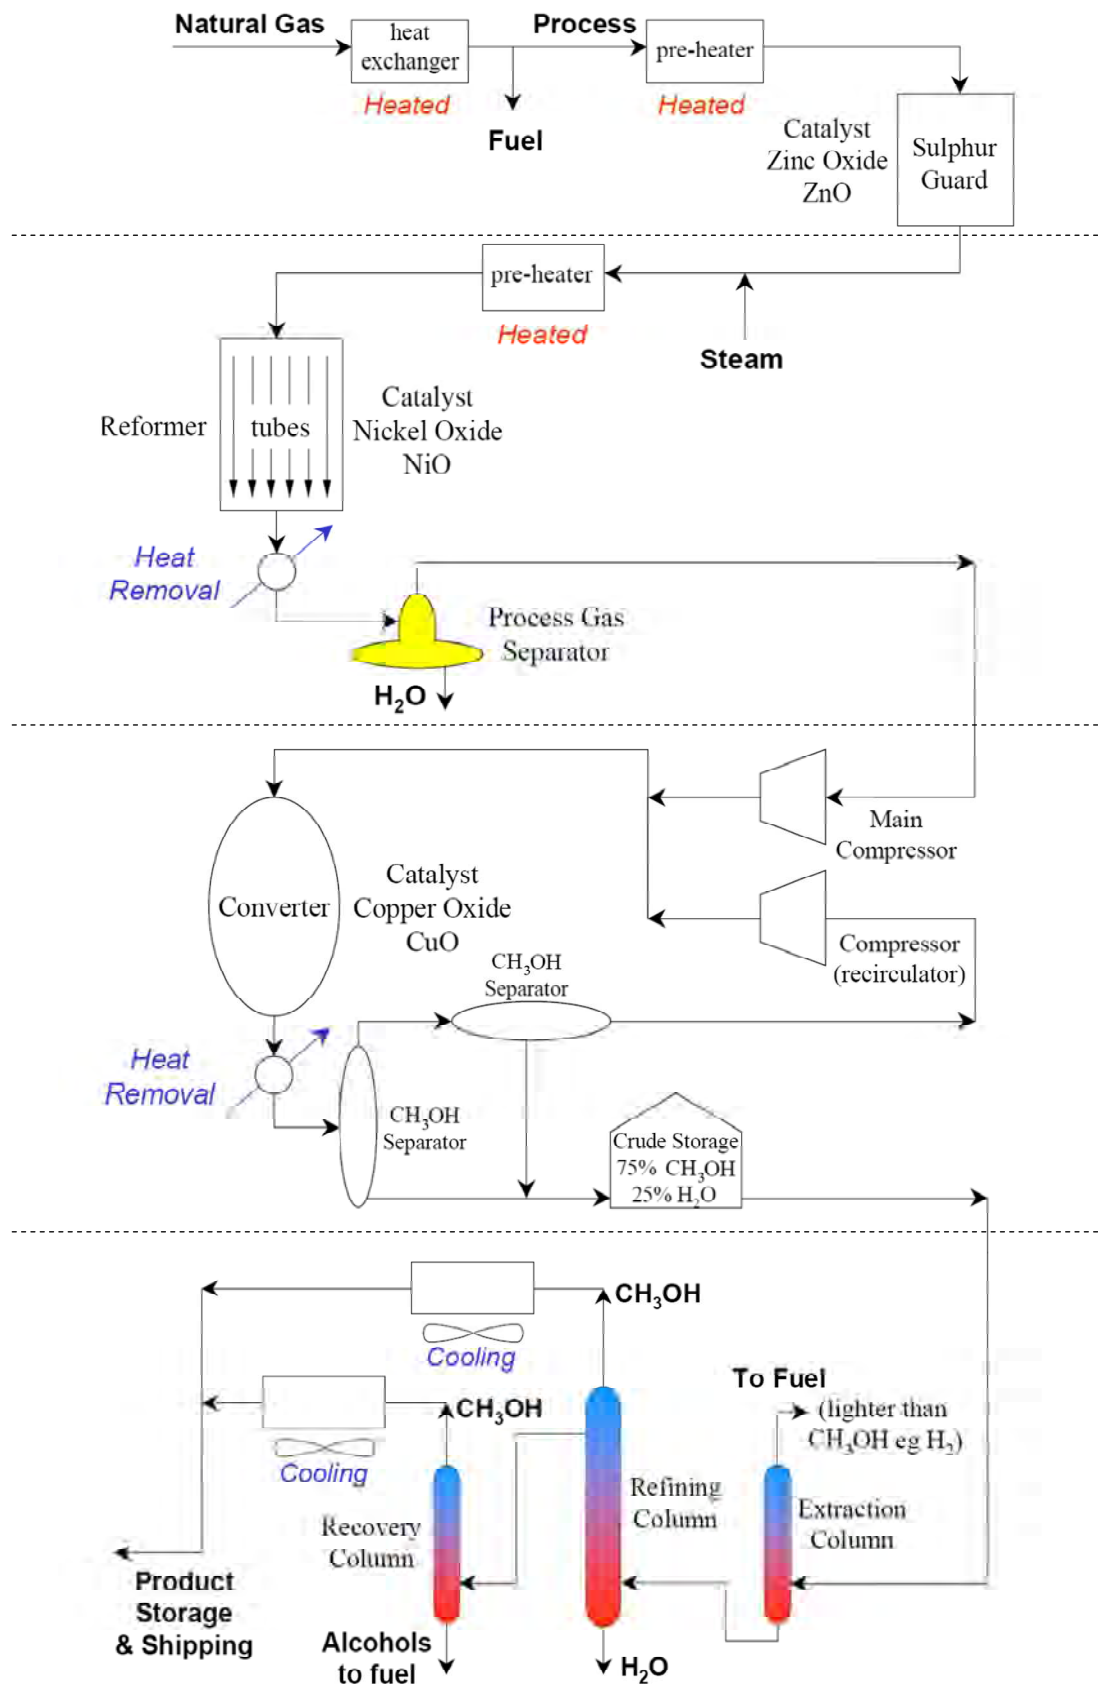 Natural Gas
heat
exchanger
Heated
Process
Fuel
pre-heater
Heated
Catalyst
Zinc Oxide
ZnO
Sulphur
Guard
pre-heater
Heated
Steam
Reformer
tubes
Catalyst
Nickel Oxide
NiO
Heat
Removal
Process Gas
Separator
H₂O
Main
Compressor
Converter
Catalyst
Copper Oxide
CuO
Compressor
(recirculator)
CH₃OH
Separator
Heat
Removal
CH₃OH
Separator
Crude Storage
75% CH₃OH
25% H₂O
CH₃OH
Cooling
To Fuel
(lighter than
CH₃OH eg H₂)
CH₃OH
Cooling
Refining
Column
Extraction
Column
Recovery
Column
Product
Storage
& Shipping
Alcohols
to fuel
H₂O